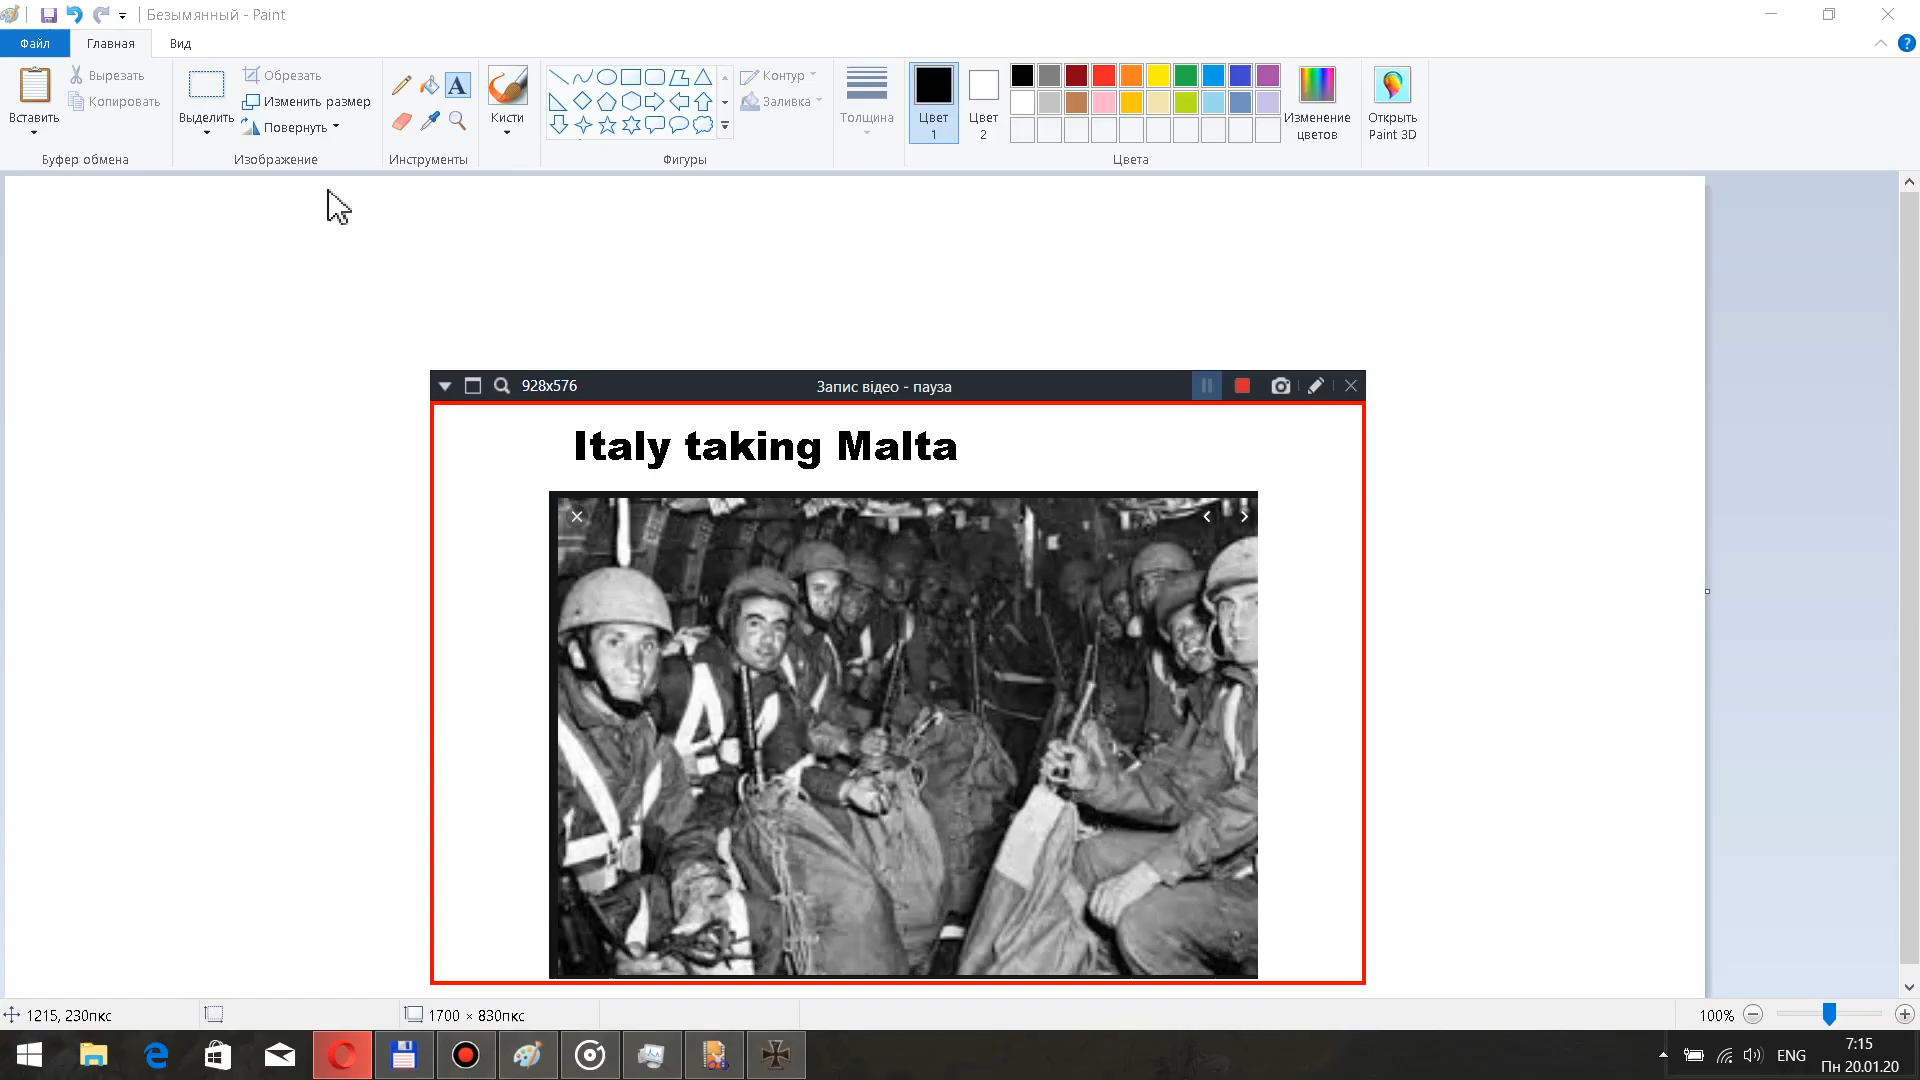 Безымянный - Paint
Файл
Главная
Вид
Вставить
Вырезать
Копировать
Буфер обмена
Выделить
Обрезать
Изменить размер
Повернуть
Изображение
Инструменты
Кисти
Фигуры
Контур
Заливка
Толщина
Цвет 1
Цвет 2
Изменение цветов
Цвета
Открыть Paint 3D
928x576
Запис відео - пауза
Italy taking Malta
1215, 230пкс
1700 × 830пкс
100%
ENG
7:15
Пн 20.01.20